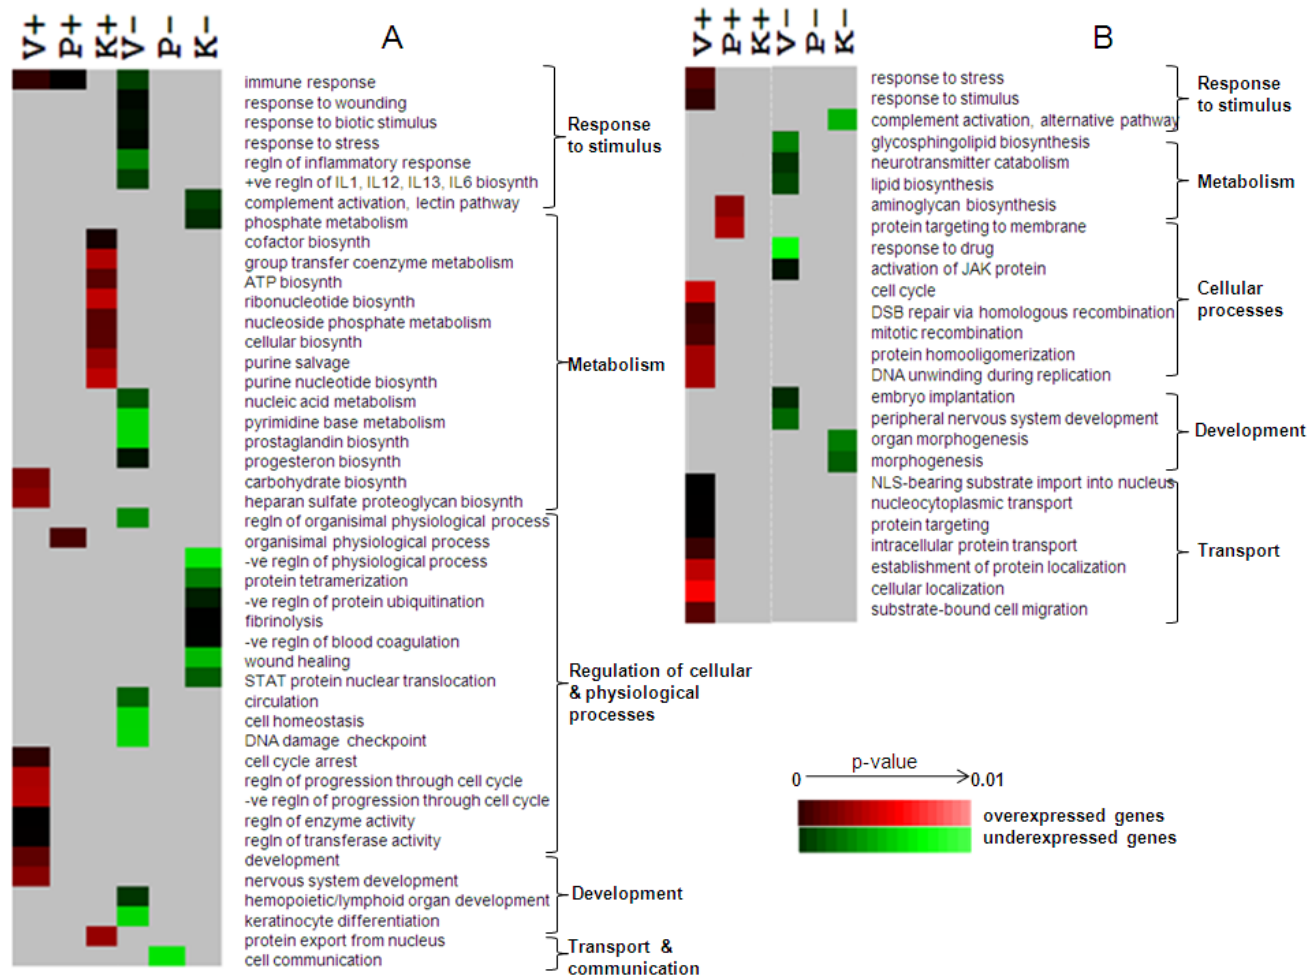 V+ P+ K+ V− P− K−
A
immune response
response to wounding
response to biotic stimulus
response to stress
regln of inflammatory response
+ve regln of IL1, IL12, IL13, IL6 biosynth
complement activation, lectin pathway
phosphate metabolism
cofactor biosynth
group transfer coenzyme metabolism
ATP biosynth
ribonucleotide biosynth
nucleoside phosphate metabolism
cellular biosynth
purine salvage
purine nucleotide biosynth
nucleic acid metabolism
pyrimidine base metabolism
prostaglandin biosynth
progesteron biosynth
carbohydrate biosynth
heparan sulfate proteoglycan biosynth
regln of organisimal physiological process
organisimal physiological process
-ve regln of physiological process
protein tetramerization
-ve regln of protein ubiquitination
fibrinolysis
-ve regln of blood coagulation
wound healing
STAT protein nuclear translocation
circulation
cell homeostasis
DNA damage checkpoint
cell cycle arrest
regln of progression through cell cycle
-ve regln of progression through cell cycle
regln of enzyme activity
regln of transferase activity
development
nervous system development
hemopoietic/lymphoid organ development
keratinocyte differentiation
protein export from nucleus
cell communication
Response
to stimulus
Metabolism
Regulation of cellular
& physiological
processes
Development
Transport &
communication
V+ P+ K+ V− P− K−
B
response to stress
response to stimulus
complement activation, alternative pathway
glycosphingolipid biosynthesis
neurotransmitter catabolism
lipid biosynthesis
aminoglycan biosynthesis
protein targeting to membrane
response to drug
activation of JAK protein
cell cycle
DSB repair via homologous recombination
mitotic recombination
protein homooligomerization
DNA unwinding during replication
embryo implantation
peripheral nervous system development
organ morphogenesis
morphogenesis
NLS-bearing substrate import into nucleus
nucleocytoplasmic transport
protein targeting
intracellular protein transport
establishment of protein localization
cellular localization
substrate-bound cell migration
Response
to stimulus
Metabolism
Cellular
processes
Development
Transport
p-value
0 0.01
overexpressed genes
underexpressed genes